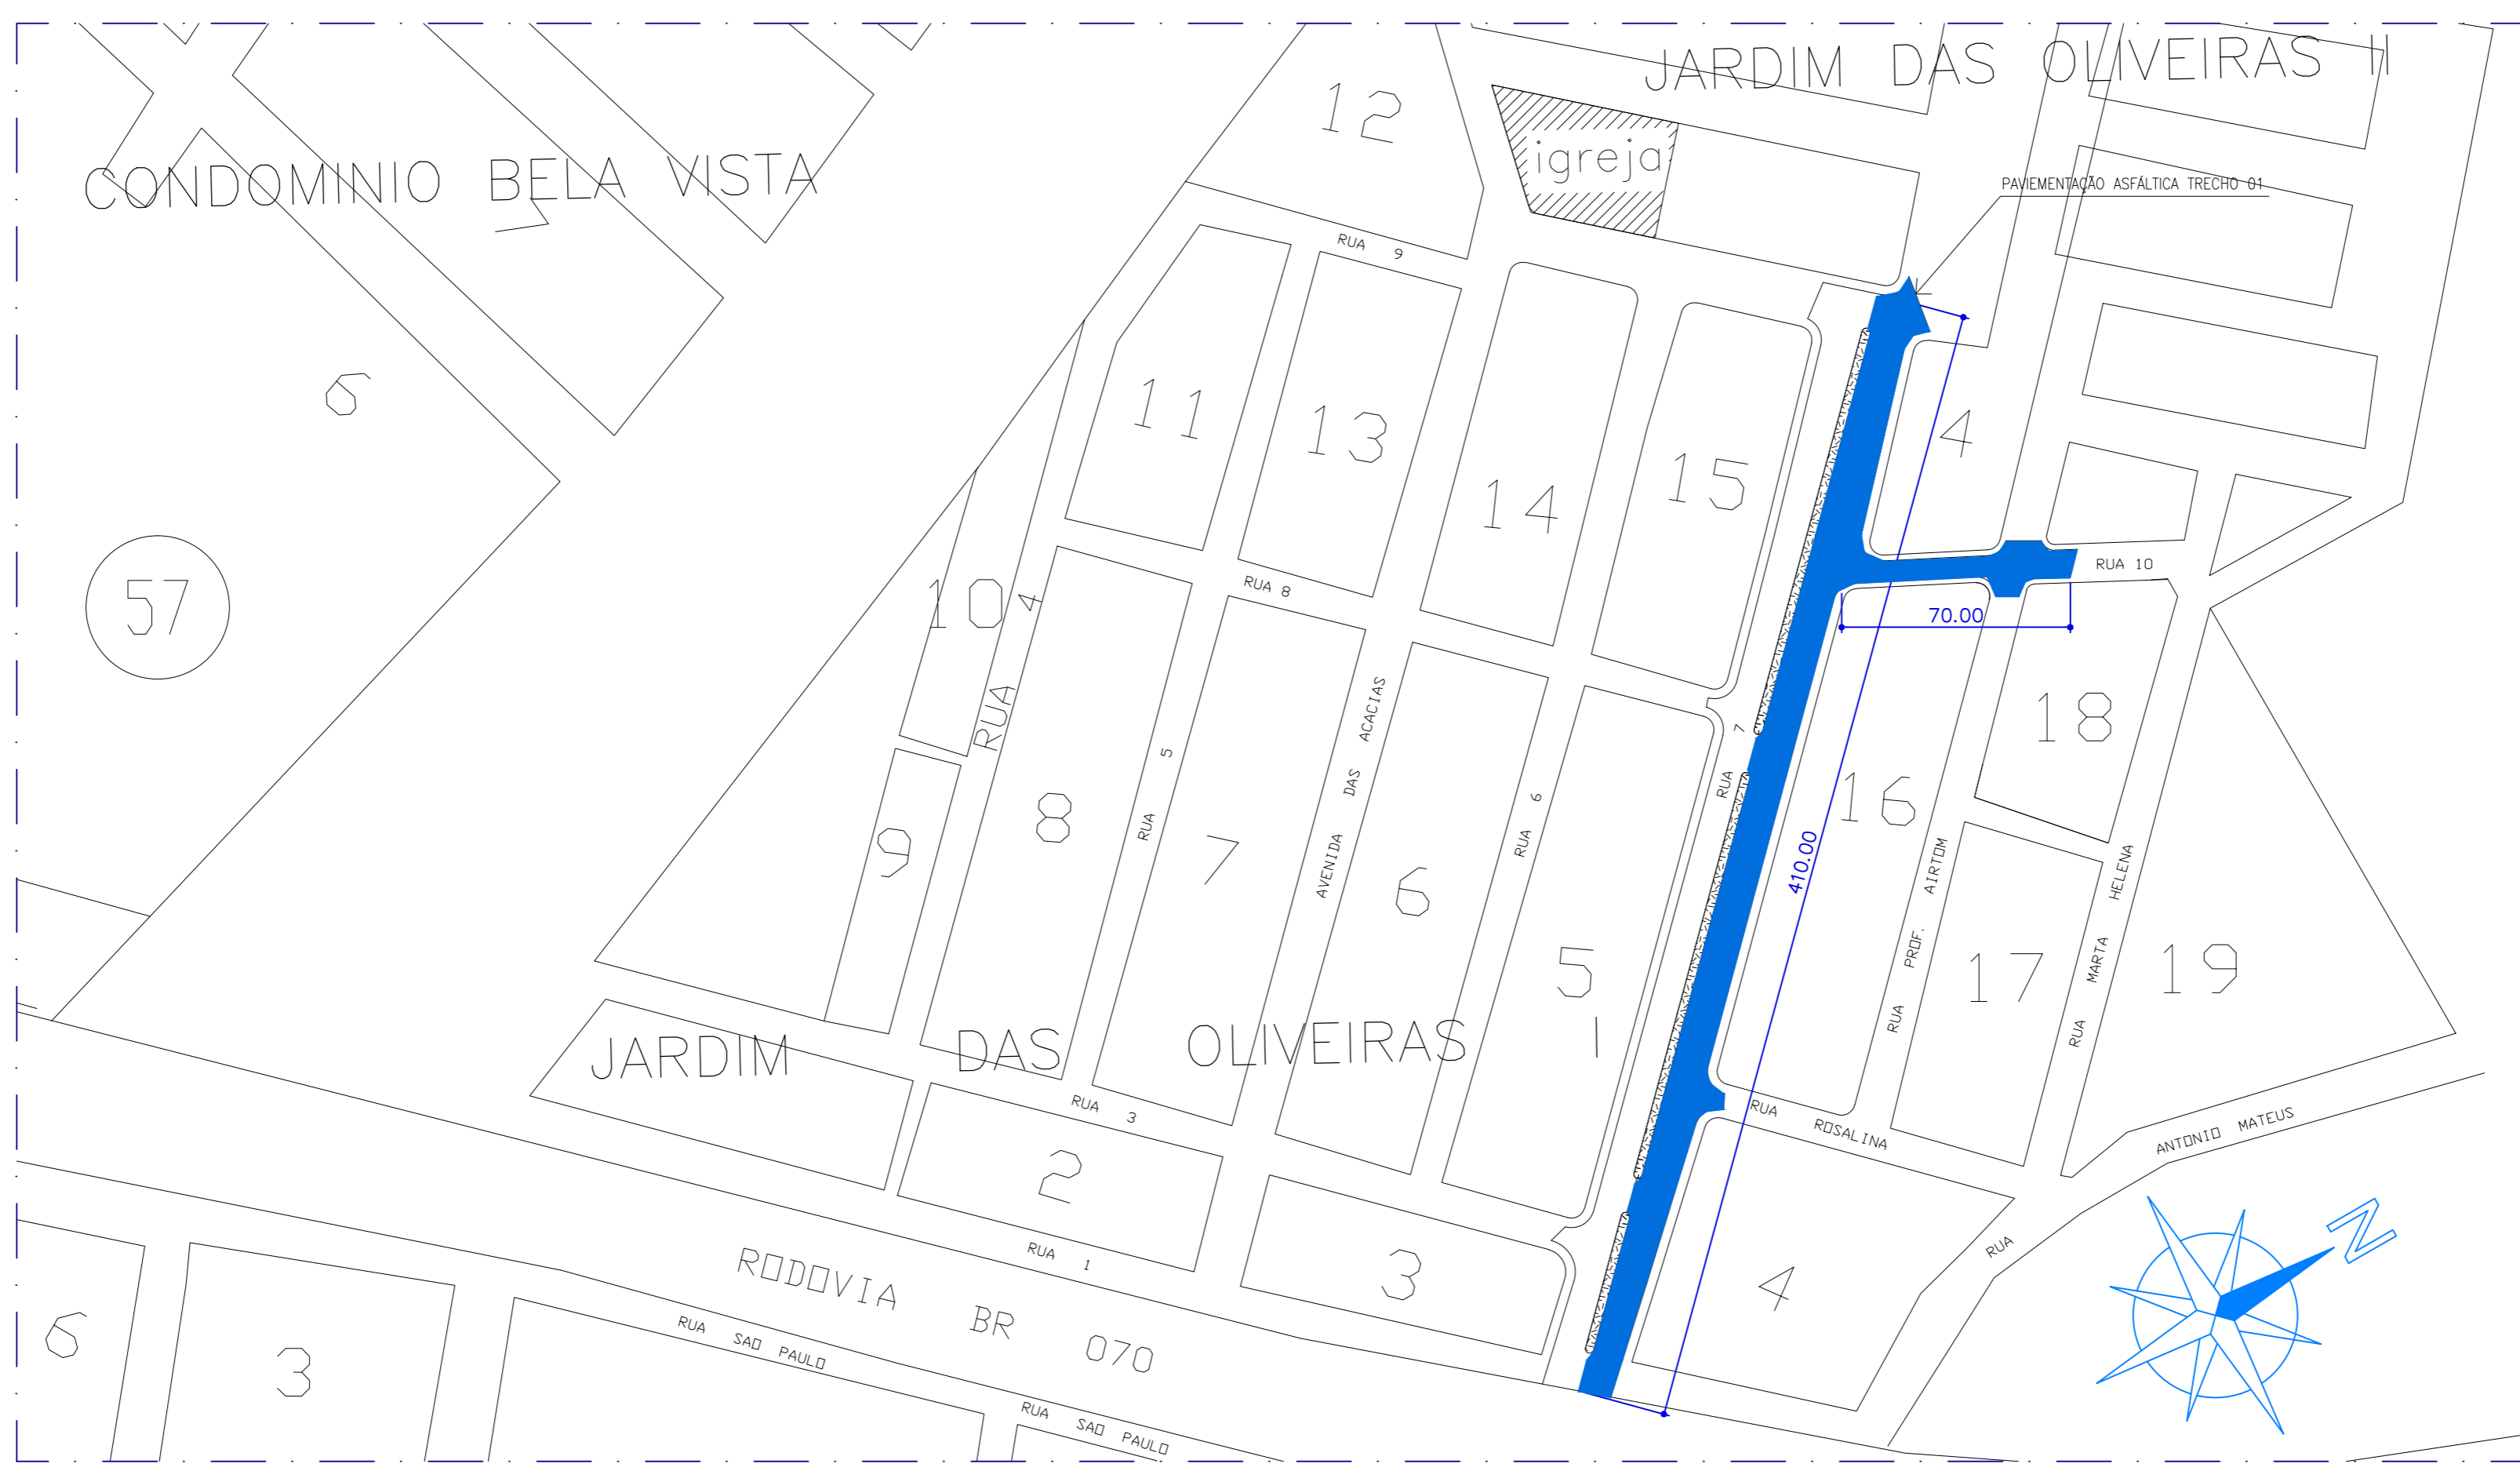 JARDIM DAS OLIVEIRAS II
12
igreja
CONDOMINIO BELA VISTA
PAVIEMENTAÇÃO ASFÁLTICA TRECHO 01
RUA 9
6
11
13
14
15
4
57
10
RUA 4
RUA 8
RUA 10
70.00
18
RUA 5
AVENIDA DAS ACACIAS
RUA 6
RUA 7
16
9
8
7
6
5
410.00
RUA PROF. AIRTOM
17
RUA MARTA HELENA
19
JARDIM DAS OLIVEIRAS I
RUA 3
RUA ROSALINA
RUA ANTONIO MATEUS
2
3
4
N
RUA 1
RODOVIA BR 070
6
3
RUA SAO PAULO
RUA SAO PAULO